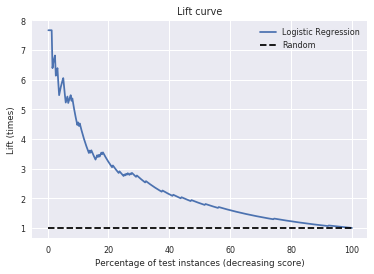 Lift curve
Logistic Regression
Random
8
7
6
5
4
3
2
1
Lift (times)
0
20
40
60
80
100
Percentage of test instances (decreasing score)